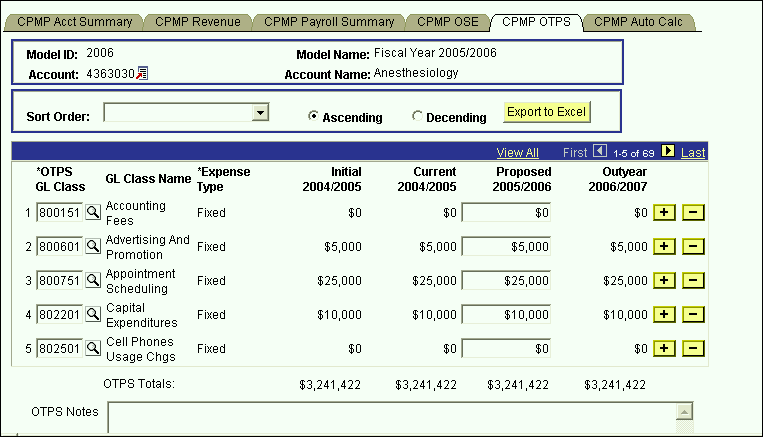 CPMP Acct Summary CPMP Revenue CPMP Payroll Summary CPMP OSE CPMP OTPS CPMP Auto Calc
Model ID: 2006 Model Name: Fiscal Year 2005/2006
Account: 4363030 Account Name: Anesthesiology
Sort Order: Ascending Decending Export to Excel
View All First 1-5 of 69 Last
*OTPS GL Class Name *Expense Initial Current Proposed Outyear
GL Class Type 2004/2005 2004/2005 2005/2006 2006/2007
1 800151 Accounting Fees Fixed $0 $0 $0 $0 + -
2 800601 Advertising And Promotion Fixed $5,000 $5,000 $5,000 $5,000 + -
3 800751 Appointment Scheduling Fixed $25,000 $25,000 $25,000 $25,000 + -
4 802201 Capital Expenditures Fixed $10,000 $10,000 $10,000 $10,000 + -
5 802501 Cell Phones Usage Chgs Fixed $0 $0 $0 $0 + -
OTPS Totals: $3,241,422 $3,241,422 $3,241,422 $3,241,422
OTPS Notes